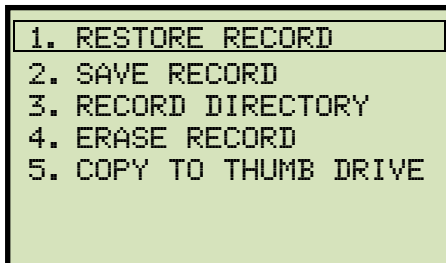 1. RESTORE RECORD
2. SAVE RECORD
3. RECORD DIRECTORY
4. ERASE RECORD
5. COPY TO THUMB DRIVE